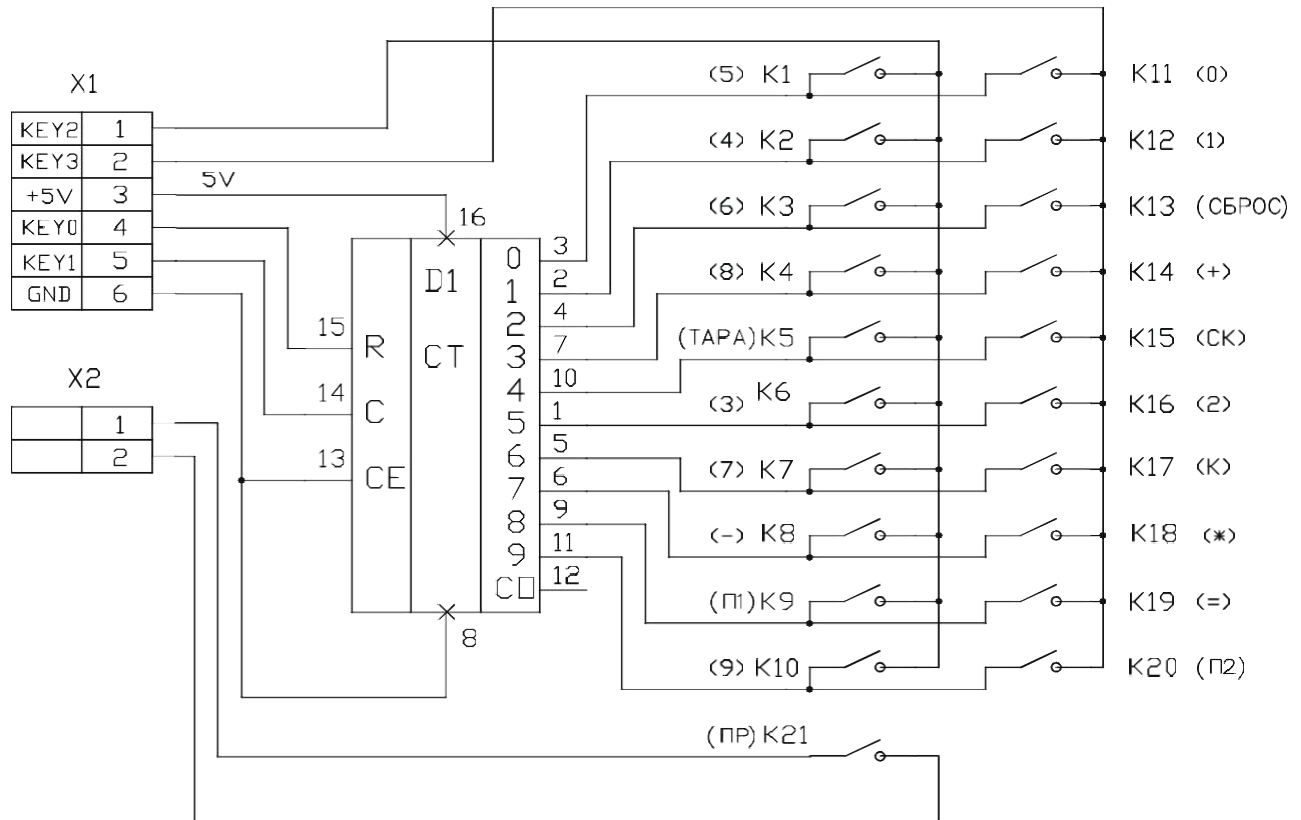 X1
KEY2 1
KEY3 2
+5V 3
KEY0 4
KEY1 5
GND 6
5V
X2
1
2
16
D1
CT
15 R
14 C
13 CE
0 3
1 2
2 4
3 7
4 10
5 1
6 5
7 6
8 9
9 11
CO 12
8
(5) K1
(4) K2
(6) K3
(8) K4
(ТАРА) K5
(3) K6
(7) K7
(-) K8
(П1) K9
(9) K10
(ПР) K21
K11 (0)
K12 (1)
K13 (СБРОС)
K14 (+)
K15 (СК)
K16 (2)
K17 (К)
K18 (*)
K19 (=)
K20 (П2)